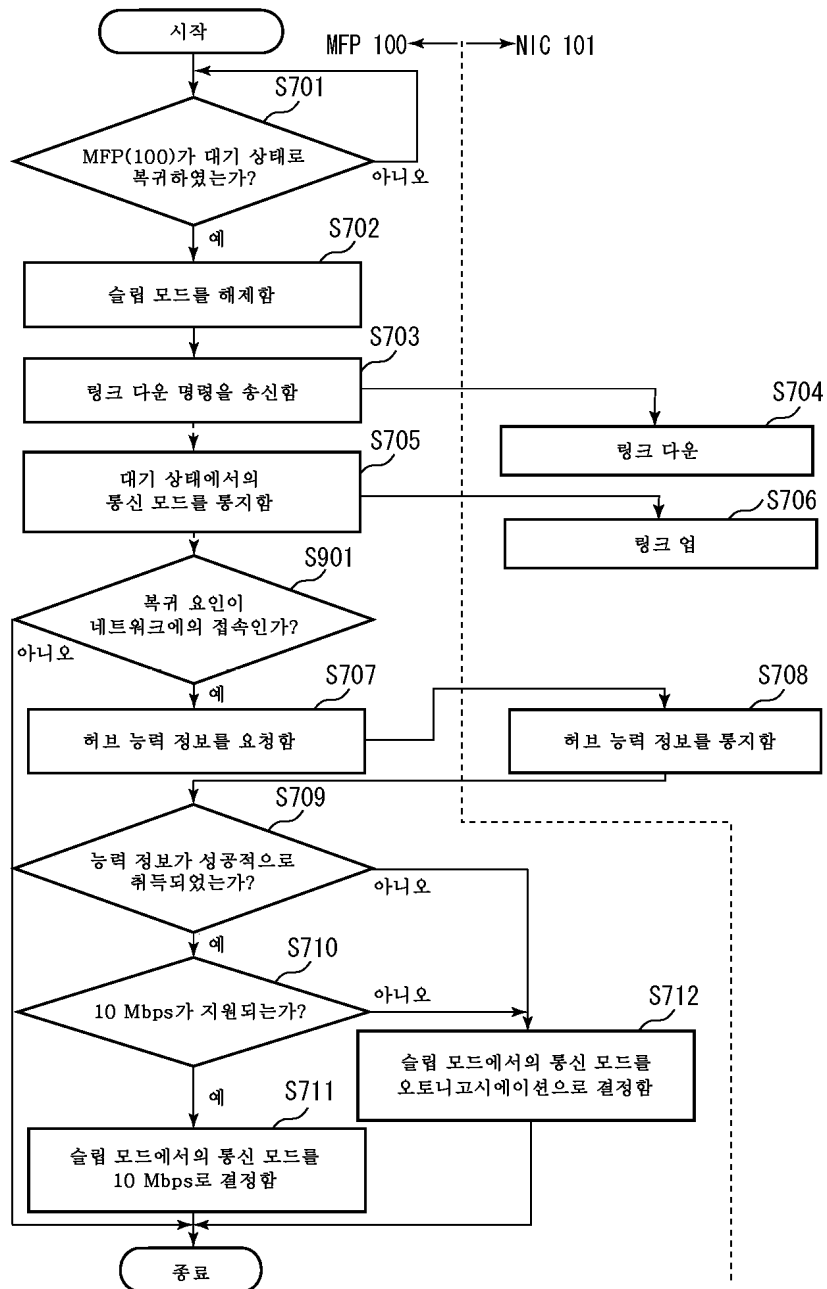 시작
MFP 100
NIC 101
S701
MFP(100)가 대기 상태로
복귀하였는가?
아니오
예
S702
슬립 모드를 해제함
S703
링크 다운 명령을 송신함
S704
링크 다운
S705
대기 상태에서의
통신 모드를 통지함
S706
링크 업
S901
복귀 요인이
네트워크에의 접속인가?
아니오
예
S707
허브 능력 정보를 요청함
S708
허브 능력 정보를 통지함
S709
능력 정보가 성공적으로
취득되었는가?
아니오
예
S710
10 Mbps가 지원되는가?
아니오
S712
슬립 모드에서의 통신 모드를
오토니고시에이션으로 결정함
예
S711
슬립 모드에서의 통신 모드를
10 Mbps로 결정함
종료